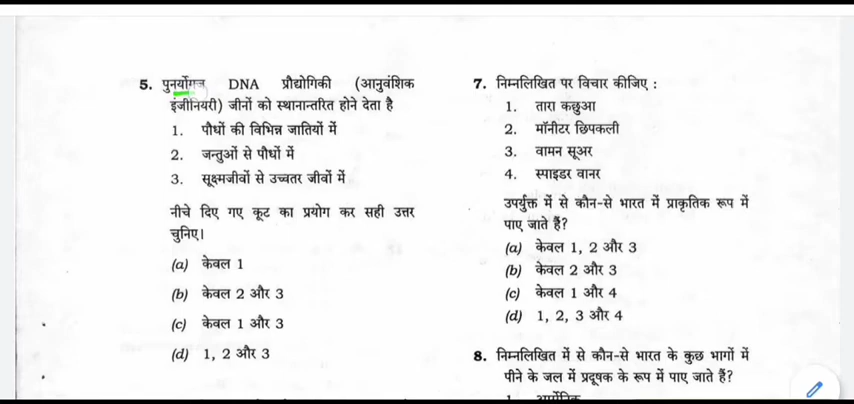 5. पुनर्योगज DNA प्रौद्योगिकी (आनुवंशिक
इंजीनियरी) जीनों को स्थानान्तरित होने देता है
1. पौधों की विभिन्न जातियों में
2. जन्तुओं से पौधों में
3. सूक्ष्मजीवों से उच्चतर जीवों में
नीचे दिए गए कूट का प्रयोग कर सही उत्तर
चुनिए।
(a) केवल 1
(b) केवल 2 और 3
(c) केवल 1 और 3
(d) 1, 2 और 3
7. निम्नलिखित पर विचार कीजिए :
1. तारा कछुआ
2. मॉनीटर छिपकली
3. वामन सूअर
4. स्पाइडर वानर
उपर्युक्त में से कौन-से भारत में प्राकृतिक रूप में
पाए जाते हैं?
(a) केवल 1, 2 और 3
(b) केवल 2 और 3
(c) केवल 1 और 4
(d) 1, 2, 3 और 4
8. निम्नलिखित में से कौन-से भारत के कुछ भागों में
पीने के जल में प्रदूषक के रूप में पाए जाते हैं?
1. आर्सेनिक